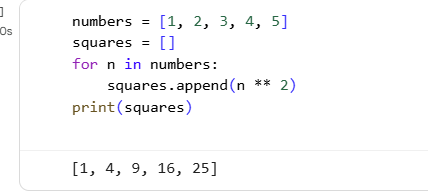 ]
0s
numbers = [1, 2, 3, 4, 5]
squares = []
for n in numbers:
    squares.append(n ** 2)
print(squares)
[1, 4, 9, 16, 25]